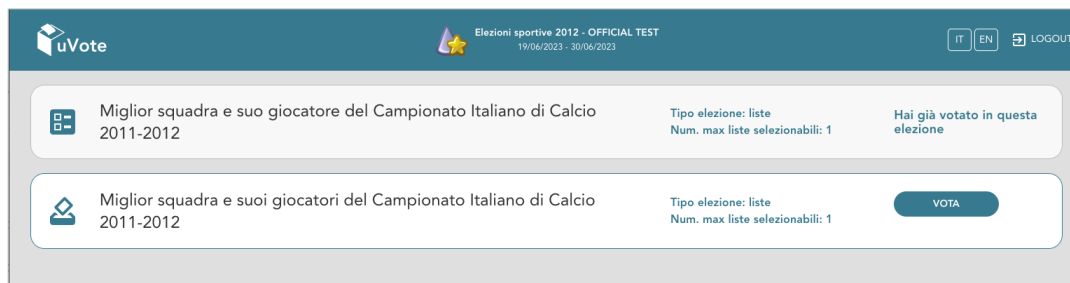 uVote
Elezioni sportive 2012 - OFFICIAL TEST
19/06/2023 - 30/06/2023
IT EN LOGOUT
Miglior squadra e suo giocatore del Campionato Italiano di Calcio
2011-2012
Tipo elezione: liste
Num. max liste selezionabili: 1
Hai già votato in questa
elezione
Miglior squadra e suoi giocatori del Campionato Italiano di Calcio
2011-2012
Tipo elezione: liste
Num. max liste selezionabili: 1
VOTA